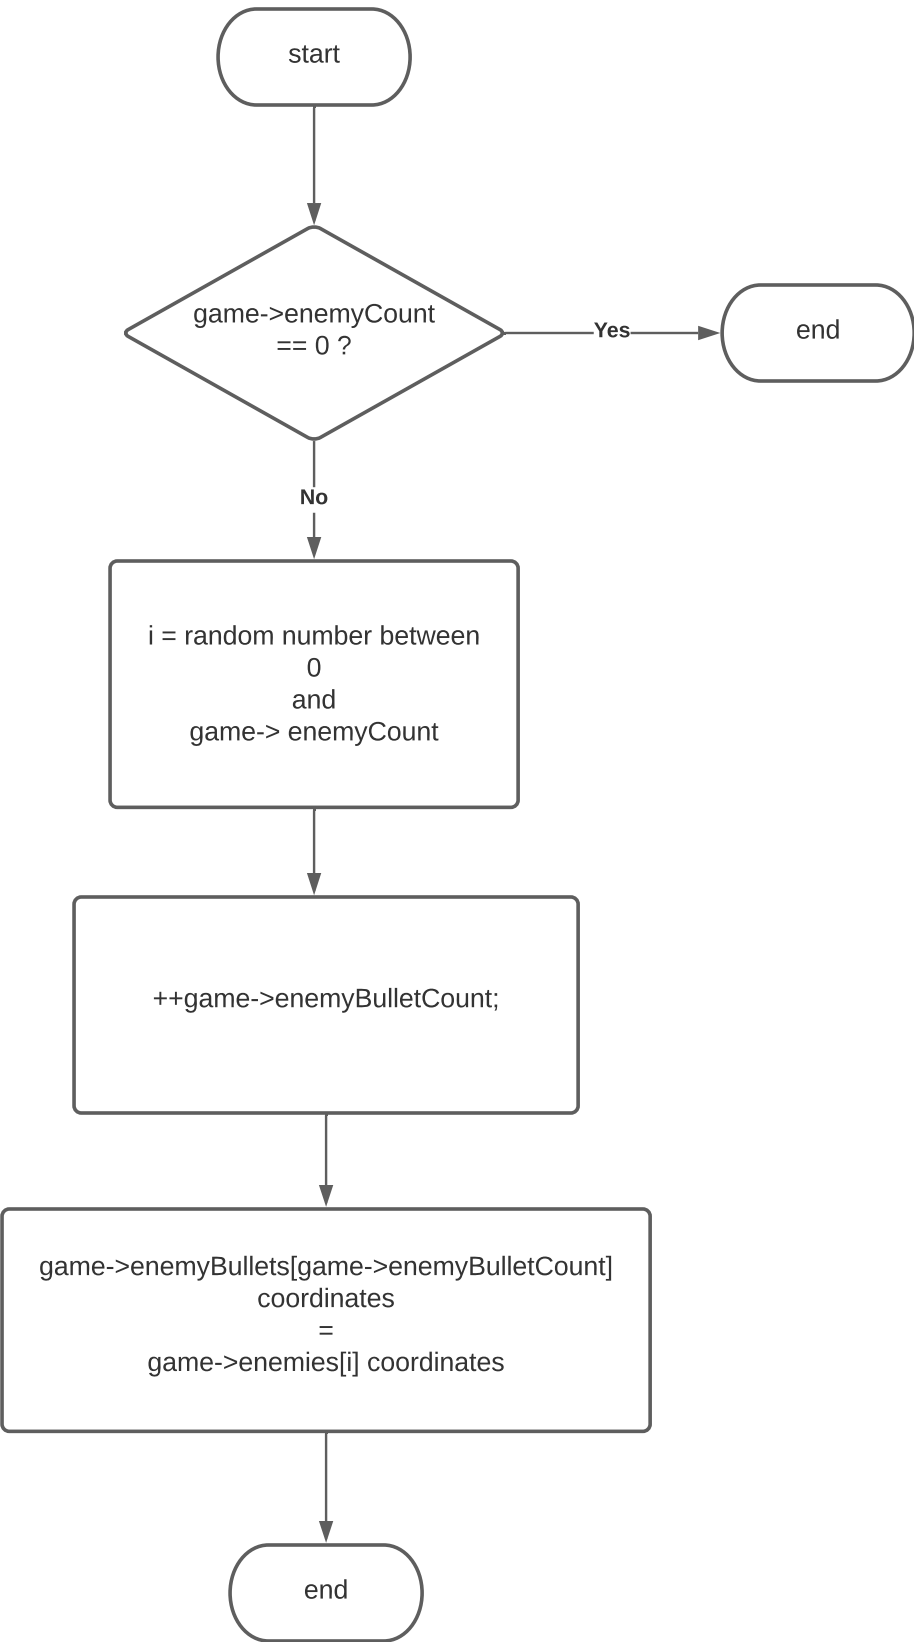 start
game->enemyCount
== 0 ?
Yes
end
No
i = random number between
0
and
game-> enemyCount
++game->enemyBulletCount;
game->enemyBullets[game->enemyBulletCount]
coordinates
=
game->enemies[i] coordinates
end